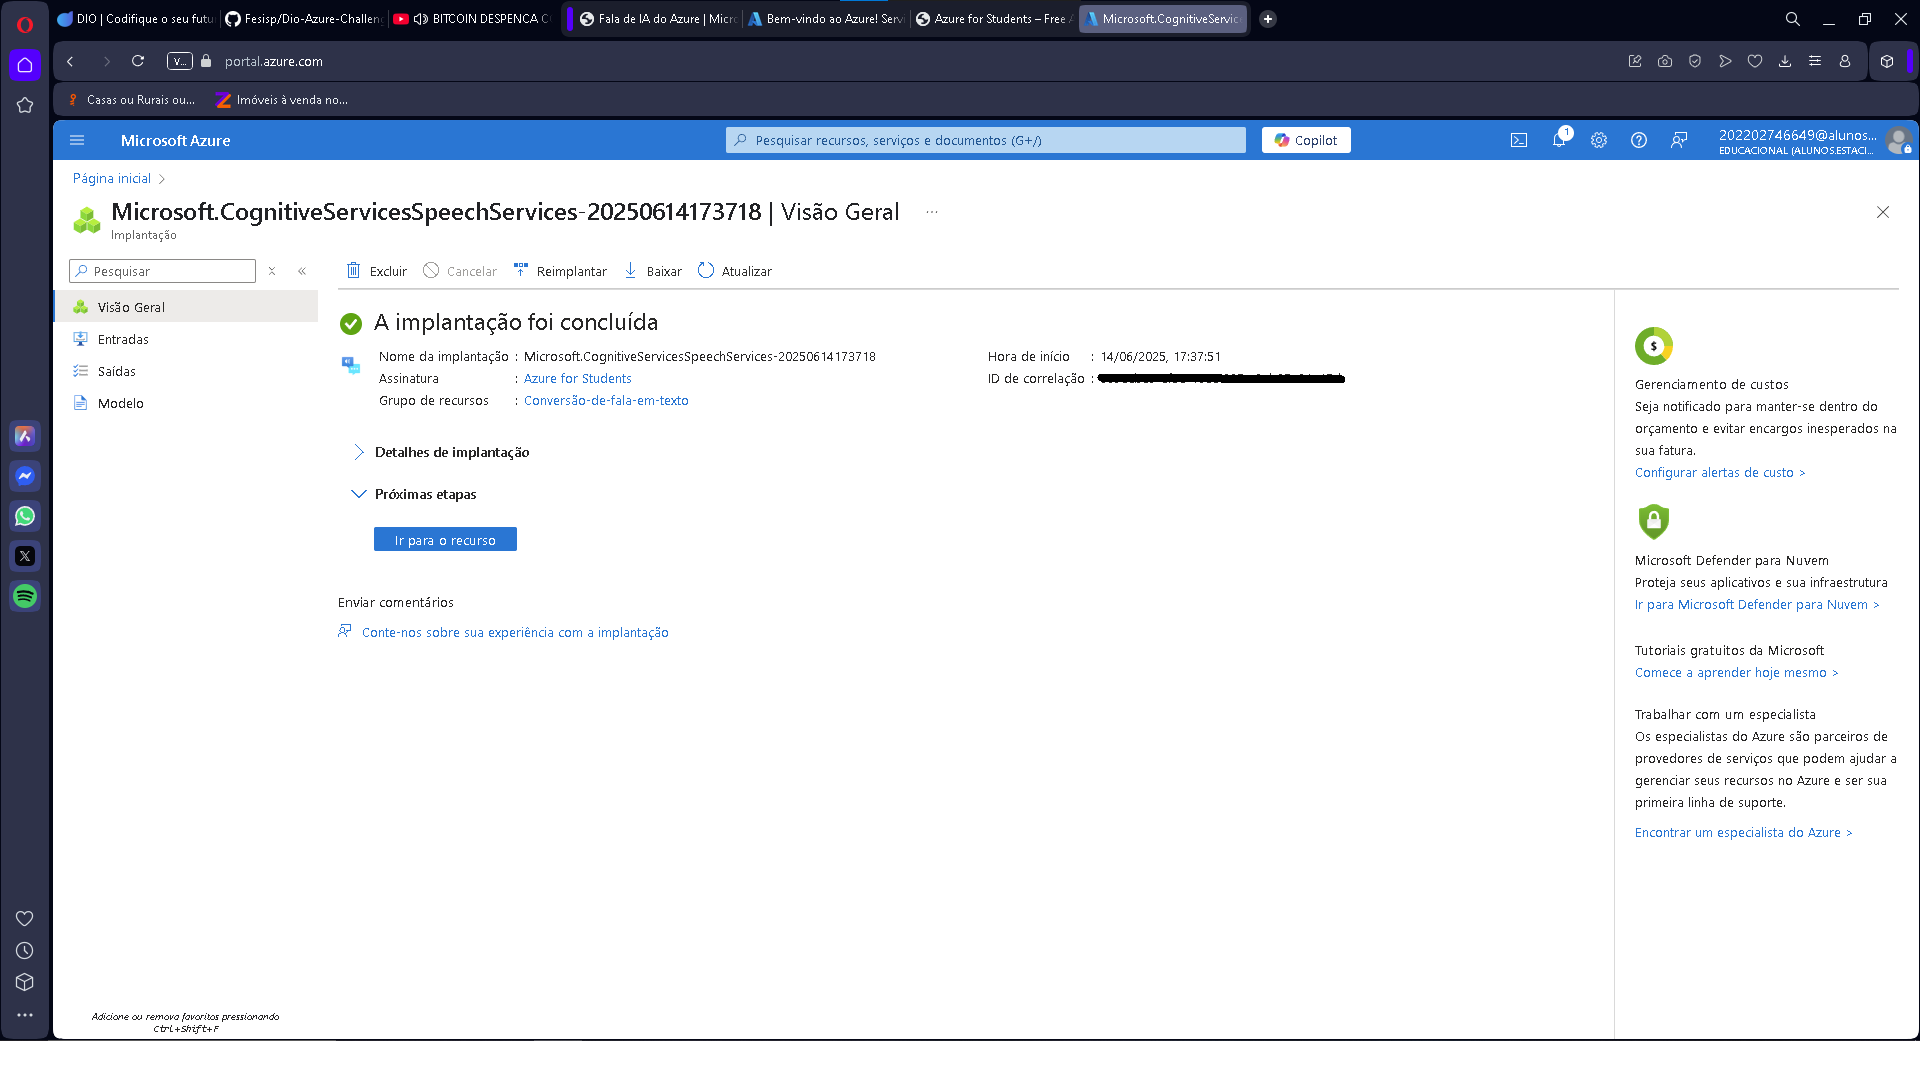 DIO | Codifique o seu futu
Fesisp/Dio-Azure-Challen
BITCOIN DESPENCA C
Fala de IA do Azure | Micr
Bem-vindo ao Azure! Servi
Azure for Students – Free A
Microsoft.CognitiveServic
V...
portal.azure.com
Casas ou Rurais ou...
Imóveis à venda no...
Microsoft Azure
Pesquisar recursos, serviços e documentos (G+/)
Copilot
1
202202746649@alunos...
EDUCACIONAL (ALUNOS.ESTACI...
Página inicial
Microsoft.CognitiveServicesSpeechServices-20250614173718 | Visão Geral
...
Implantação
Pesquisar
Excluir
Cancelar
Reimplantar
Baixar
Atualizar
Visão Geral
Entradas
Saídas
Modelo
A implantação foi concluída
Nome da implantação : Microsoft.CognitiveServicesSpeechServices-20250614173718
Assinatura : Azure for Students
Grupo de recursos : Conversão-de-fala-em-texto
Hora de início : 14/06/2025, 17:37:51
ID de correlação :
Detalhes de implantação
Próximas etapas
Ir para o recurso
Enviar comentários
Conte-nos sobre sua experiência com a implantação
Gerenciamento de custos
Seja notificado para manter-se dentro do
orçamento e evitar encargos inesperados na
sua fatura.
Configurar alertas de custo >
Microsoft Defender para Nuvem
Proteja seus aplicativos e sua infraestrutura
Ir para Microsoft Defender para Nuvem >
Tutoriais gratuitos da Microsoft
Comece a aprender hoje mesmo >
Trabalhar com um especialista
Os especialistas do Azure são parceiros de
provedores de serviços que podem ajudar a
gerenciar seus recursos no Azure e ser sua
primeira linha de suporte.
Encontrar um especialista do Azure >
Adicione ou remova favoritos pressionando
Ctrl+Shift+F